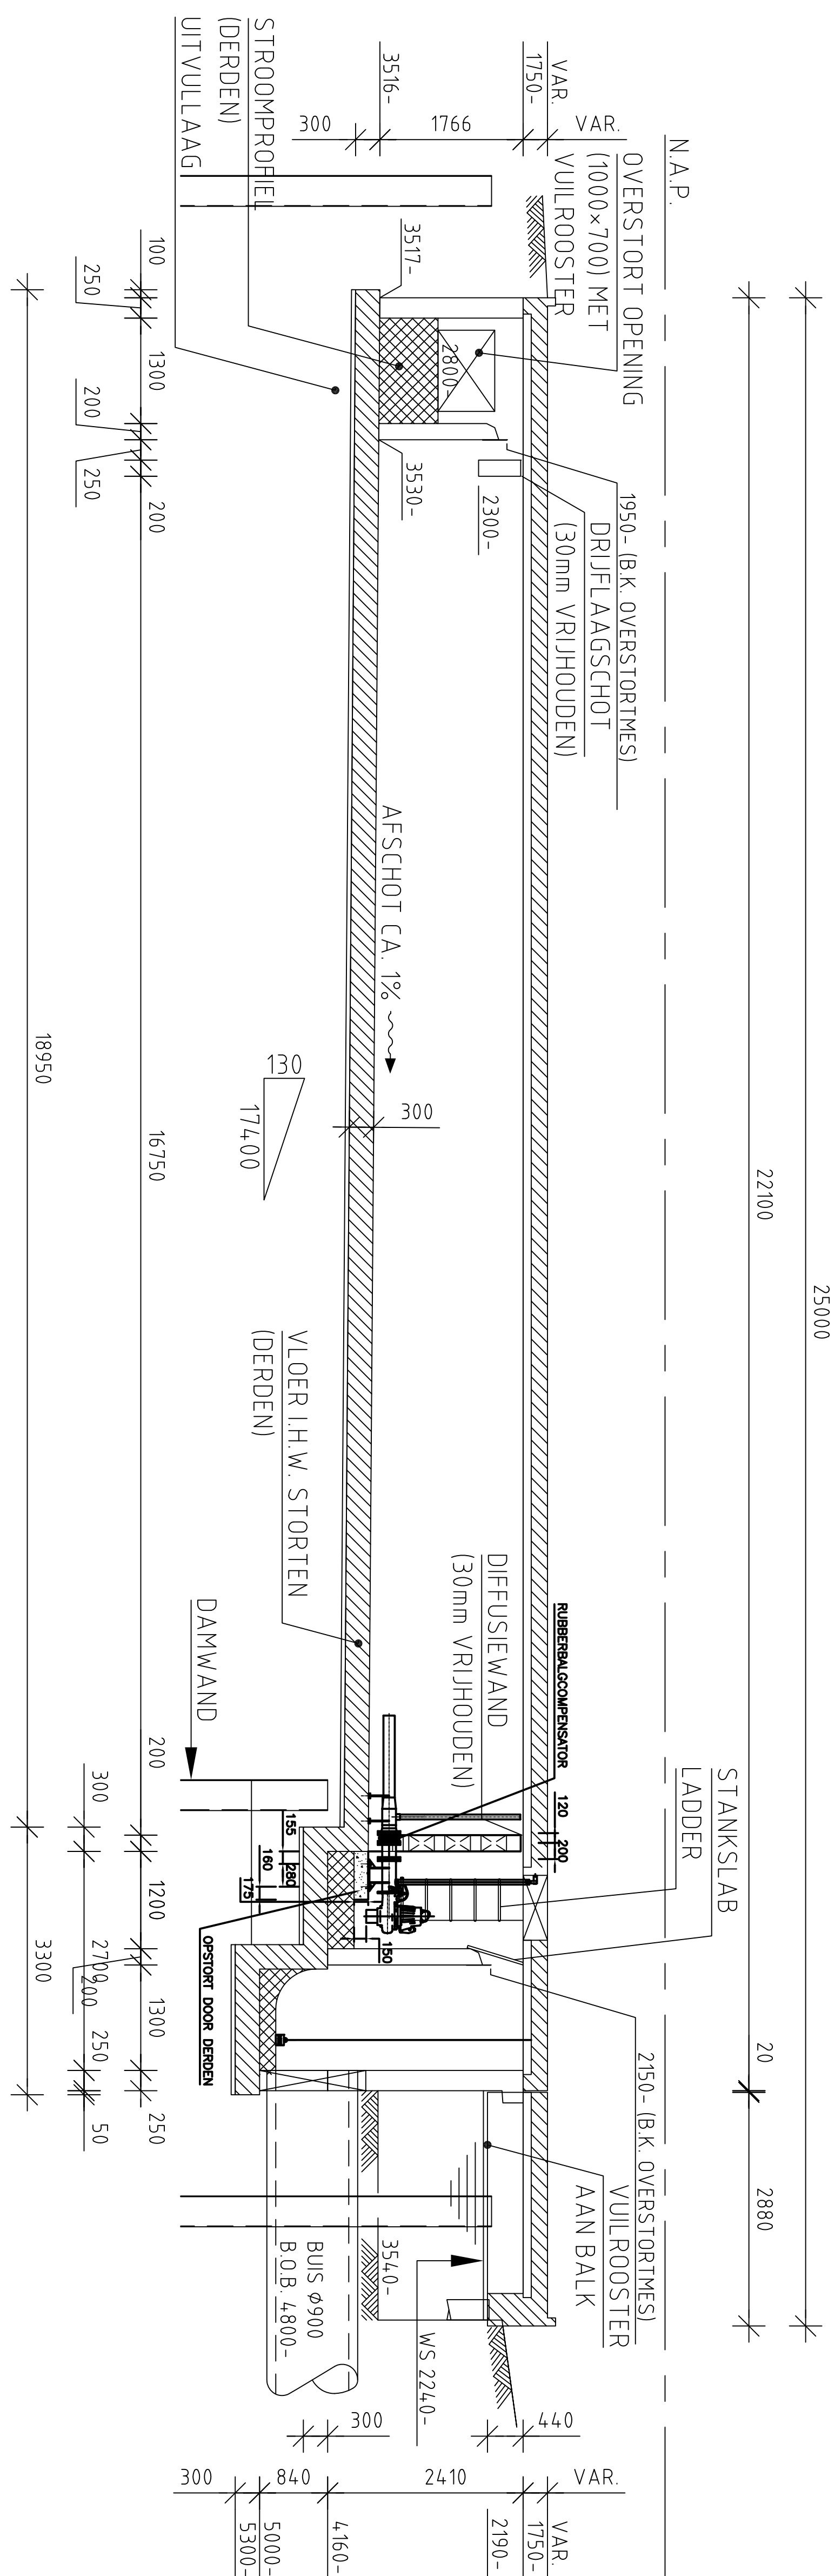 25000
22100
20
2880
N.A.P.
OVERSTORT OPENING
(1000x700) MET
VUILROOSTER
1950- (B.K. OVERSTORTMES)
DRIJFLAAGSCHOT
(30mm VRIJHOUDEN)
STANKSLAB
LADDER
2150- (B.K. OVERSTORTMES)
VUILROOSTER
AAN BALK
VAR.
1750-
3516-
VAR.
1766
300
STROOMPROFIEL
(DERDEN)
UITVULLAAG
3517-
2800-
3530-
2300-
AFSCHOT CA. 1%
300
130
17400
VLOER I.H.W. STORTEN
(DERDEN)
DIFFUSIEWAND
(30mm VRIJHOUDEN)
RUBBERBALGCOMPENSATOR
120
200
DAMWAND
155
280
160
175
150
OPSTORT DOOR DERDEN
3540-
WS 2240-
BUIS ø900
B.O.B. 4800-
440
300
VAR.
2410
840
300
VAR.
1750-
2190-
4160-
5000-
5300-
100
1300
200
16750
200
1200
1300
250
250
200
250
300
2700
200
250
50
18950
3300